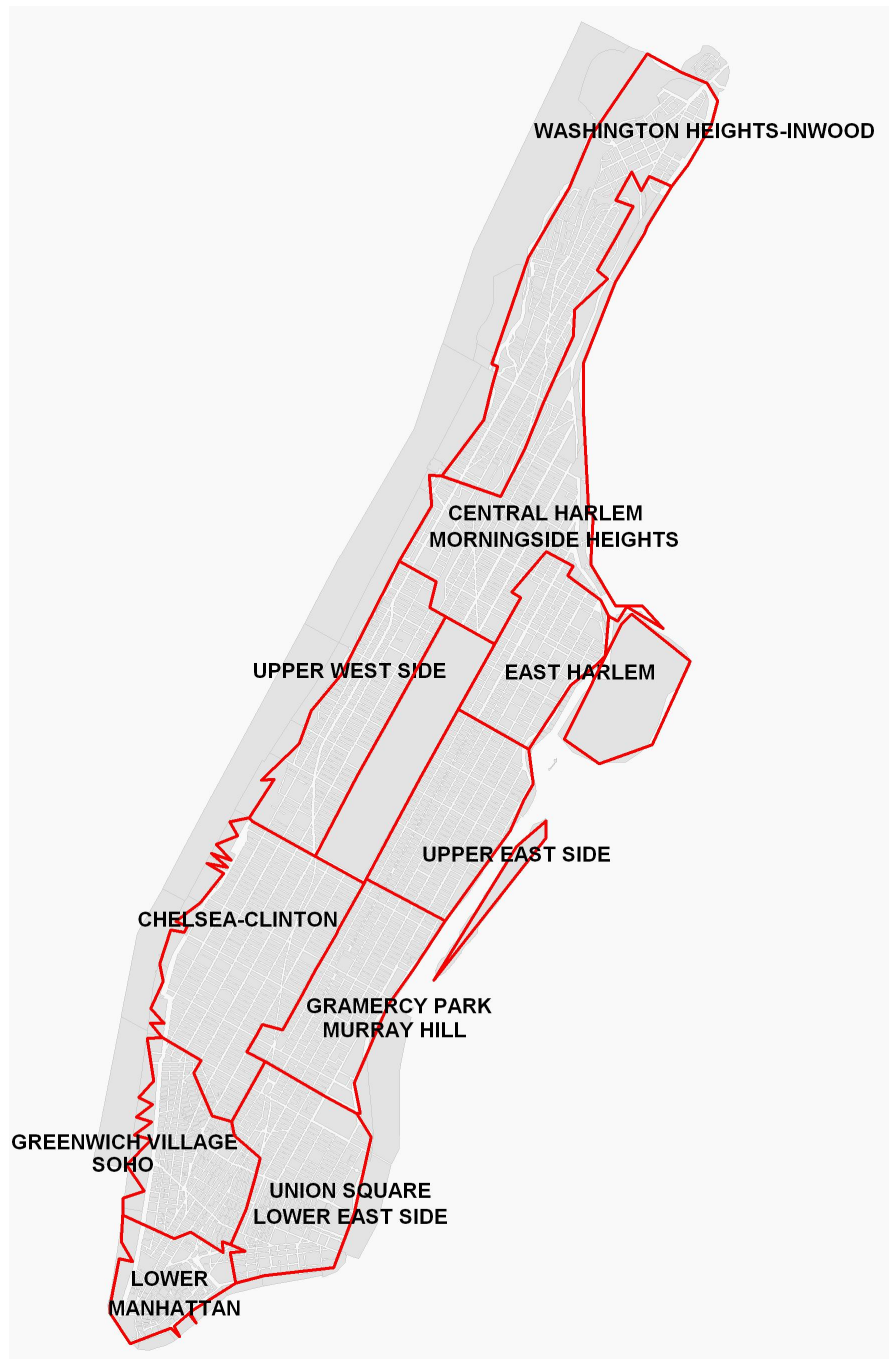 WASHINGTON HEIGHTS-INWOOD
CENTRAL HARLEM
MORNINGSIDE HEIGHTS
UPPER WEST SIDE
EAST HARLEM
UPPER EAST SIDE
CHELSEA-CLINTON
GRAMERCY PARK
MURRAY HILL
GREENWICH VILLAGE
SOHO
UNION SQUARE
LOWER EAST SIDE
LOWER
MANHATTAN